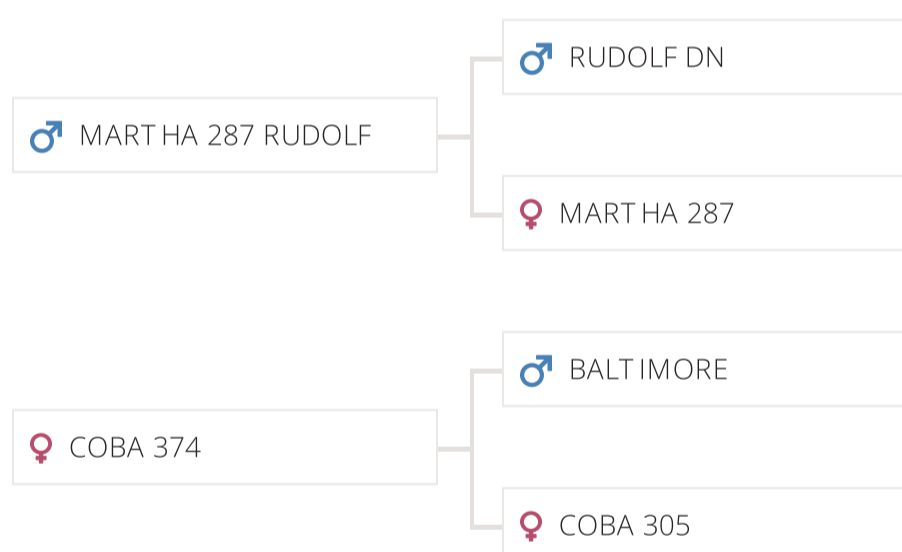 RUDOLF DN
MARTHA 287 RUDOLF
MARTHA 287
BALTIMORE
COBA 374
COBA 305